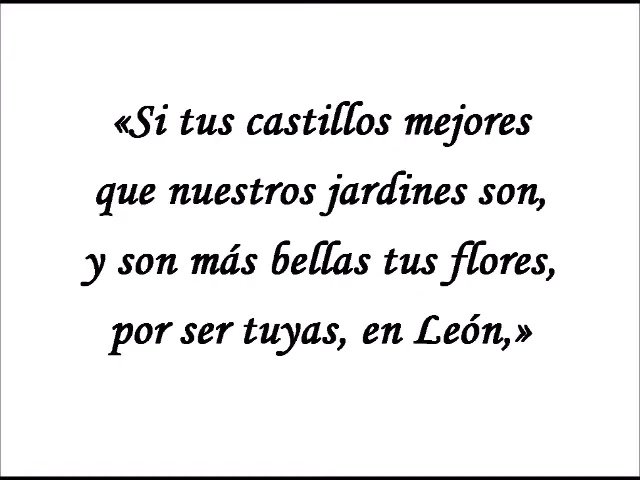 «Si tus castillos mejores
que nuestros jardines son,
y son más bellas tus flores,
por ser tuyas, en León,»